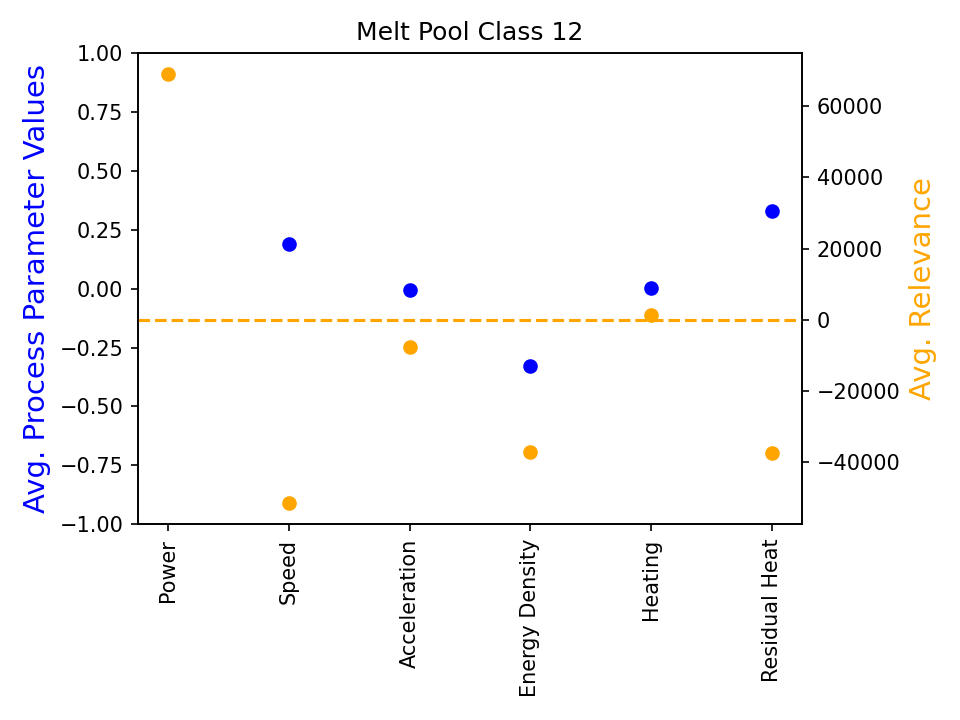 Melt Pool Class 12
Avg. Process Parameter Values
1.00
0.75
0.50
0.25
0.00
−0.25
−0.50
−0.75
−1.00
60000
40000
20000
0
−20000
−40000
Avg. Relevance
Power
Speed
Acceleration
Energy Density
Heating
Residual Heat